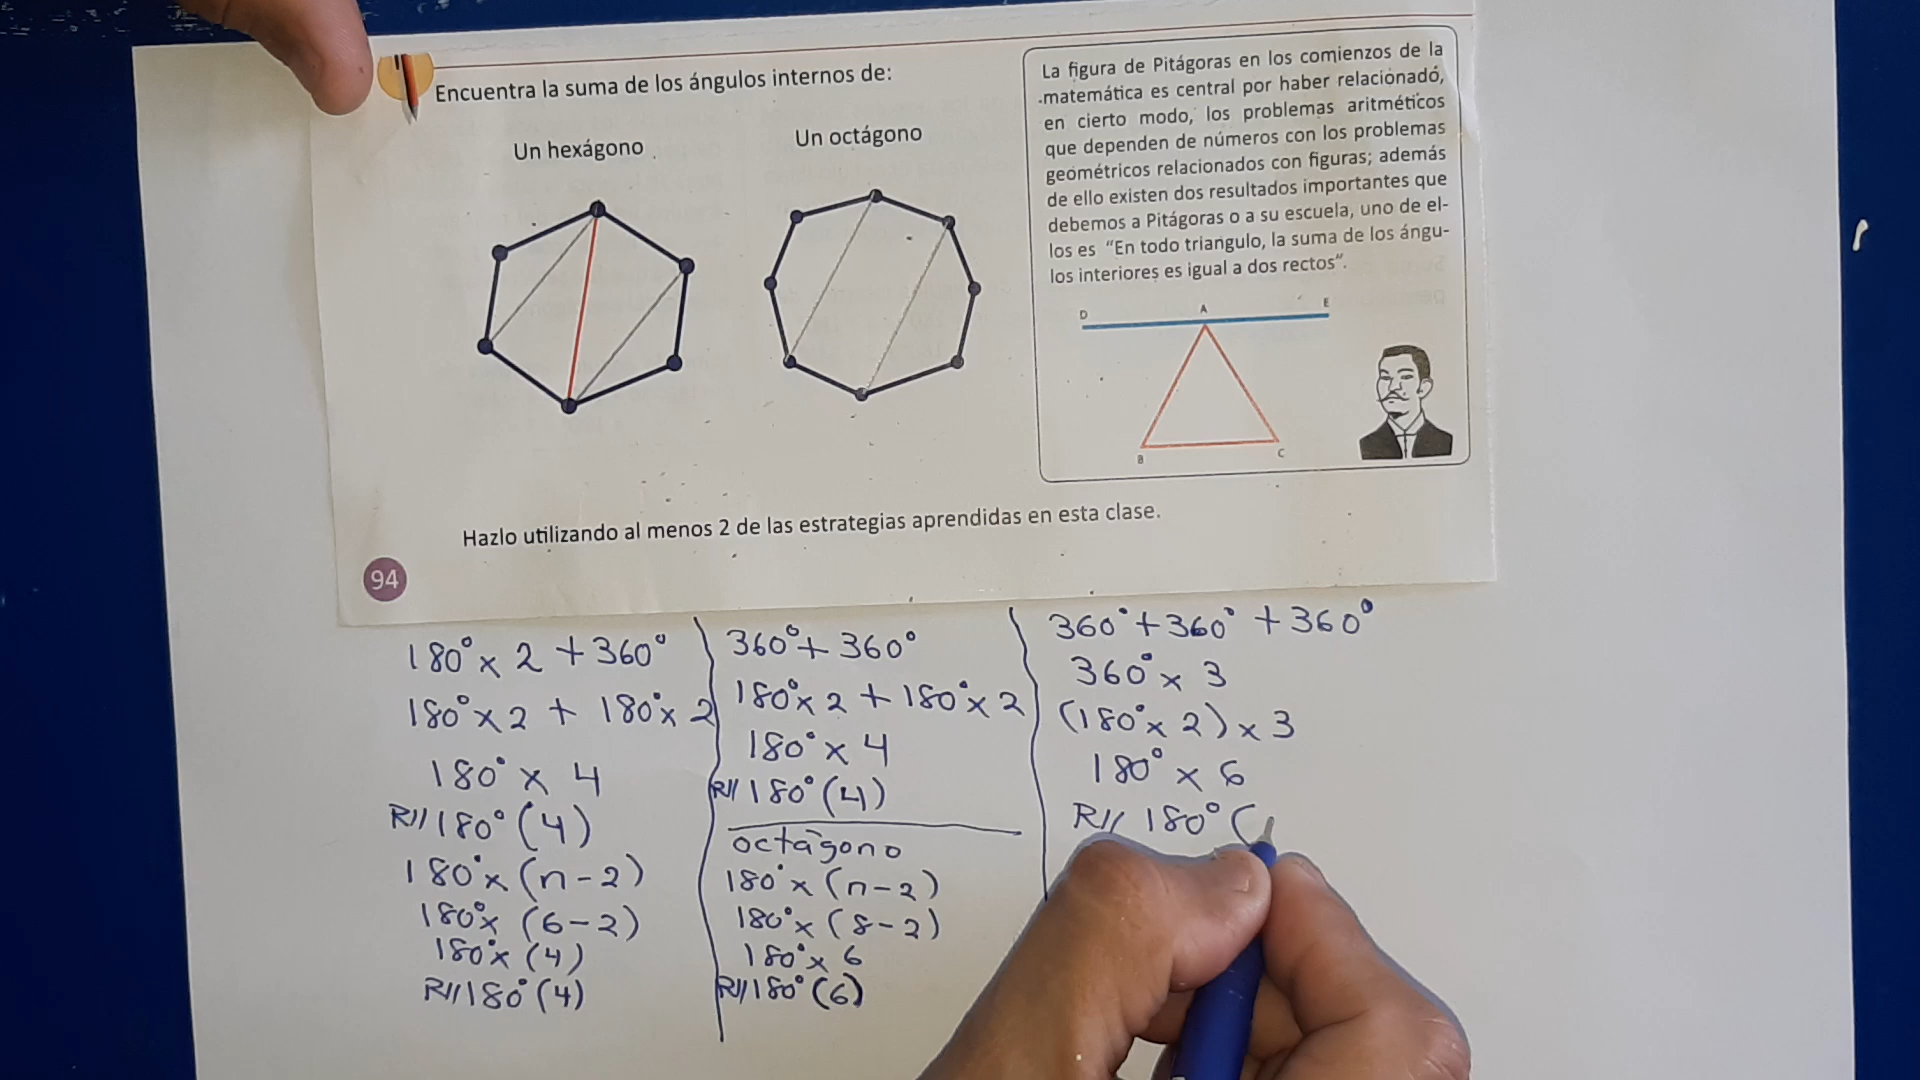 Encuentra la suma de los ángulos internos de:
Un hexágono
Un octágono
La figura de Pitágoras en los comienzos de la
matemática es central por haber relacionado,
en cierto modo, los problemas aritméticos
que dependen de números con los problemas
geométricos relacionados con figuras; además
de ello existen dos resultados importantes que
debemos a Pitágoras o a su escuela, uno de el-
los es "En todo triangulo, la suma de los ángu-
los interiores es igual a dos rectos".
D A E
B C
Hazlo utilizando al menos 2 de las estrategias aprendidas en esta clase.
94
180° x 2 + 360°
180° x 2 + 180° x 2
180° x 4
R// 180° (4)
180° x (n-2)
180° x (6-2)
180° x (4)
R// 180° (4)
360° + 360°
180° x 2 + 180° x 2
180° x 4
R// 180° (4)
octágono
180° x (n-2)
180° x (8-2)
180° x 6
R// 180° (6)
360° + 360° + 360°
360° x 3
(180° x 2) x 3
180° x 6
R// 180° (